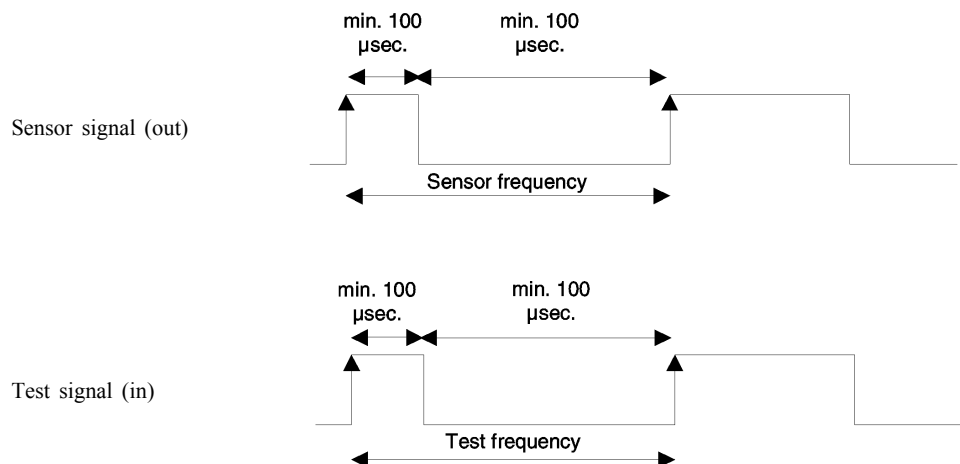 min. 100
µsec.
min. 100
µsec.
Sensor signal (out)
Sensor frequency
min. 100
µsec.
min. 100
µsec.
Test signal (in)
Test frequency